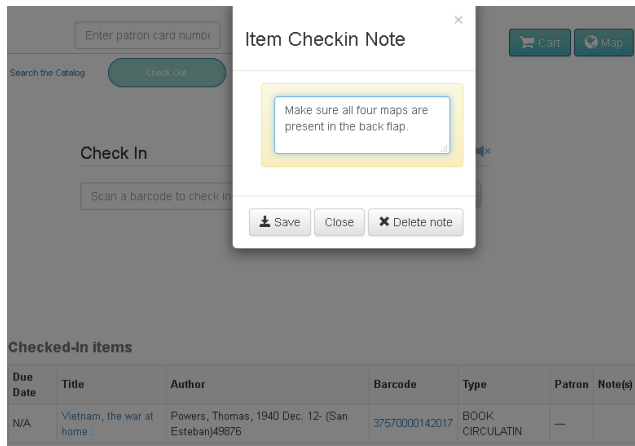 Enter patron card numbe
Cart
Map
Search the Catalog
Check Out
Item Checkin Note
×
Make sure all four maps are
present in the back flap.
Save
Close
Delete note
Check In
Scan a barcode to check in
Checked-In items
Due Date Title Author Barcode Type Patron Note(s)
N/A Vietnam, the war at home : Powers, Thomas, 1940 Dec. 12- (San Esteban)49876 37570000142017 BOOK CIRCULATIN —